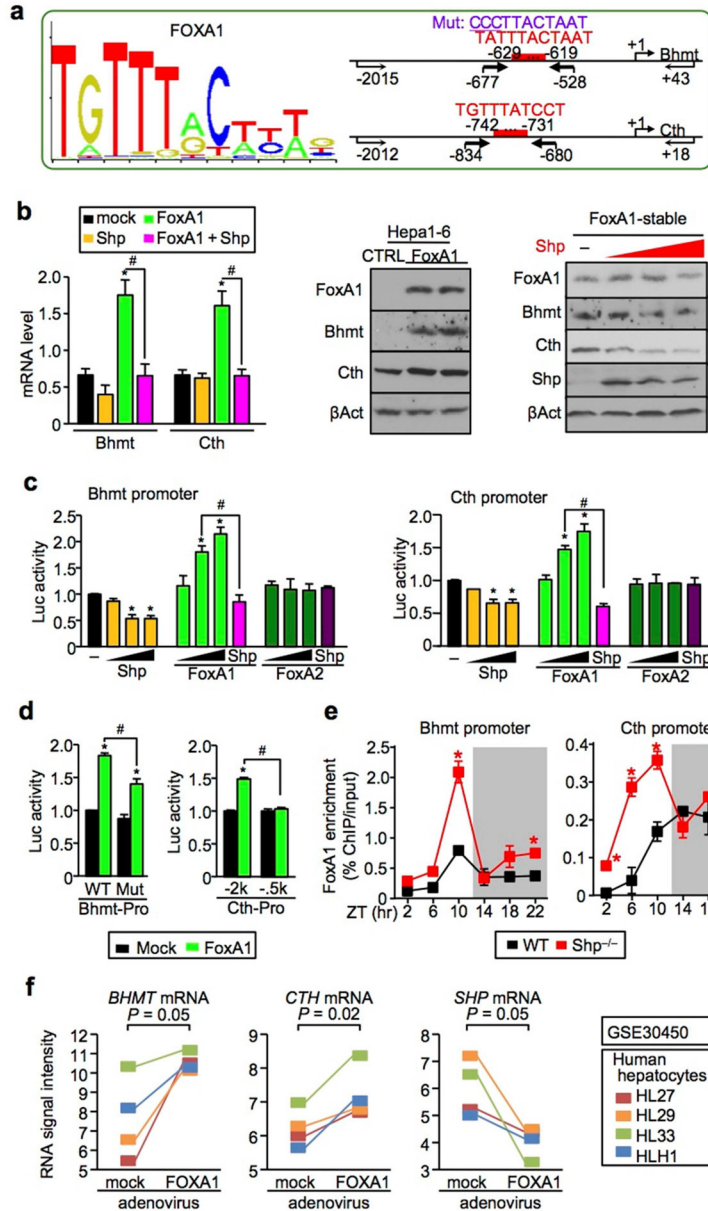 a
FOXA1
TGTTTACTTTG
Mut: CCCTTACTAAT
TATTTACTAAT
-629 ... -619
+1
Bhmt
-2015
-677
-528
+43
TGTTTATCCT
-742 ... -731
+1
Cth
-2012
-834
-680
+18
b
mock FoxA1
Shp FoxA1 + Shp
mRNA level
2.0
1.5
1.0
0.5
0
* # * #
Bhmt Cth
Hepa1-6
CTRL FoxA1
FoxA1
Bhmt
Cth
βAct
FoxA1-stable
Shp –
FoxA1
Bhmt
Cth
Shp
βAct
c
Bhmt promoter
Luc activity
2.5
2.0
1.5
1.0
0.5
0
* * * * #
– Shp Shp
Shp FoxA1 FoxA2
Cth promoter
Luc activity
2.5
2.0
1.5
1.0
0.5
0
* * * * #
– Shp Shp
Shp FoxA1 FoxA2
d
Luc activity
2.0
1.5
1.0
0.5
0
* # *
WT Mut
Bhmt-Pro
Luc activity
2.0
1.5
1.0
0.5
0
* #
-2k -.5k
Cth-Pro
Mock FoxA1
e
Bhmt promoter
FoxA1 enrichment
(% ChIP/input)
2.5
2.0
1.5
1.0
0.5
0
* *
ZT (hr) 2 6 10 14 18 22
Cth promote
0.4
0.3
0.2
0.1
0
* * *
2 6 10 14 1
WT Shp–/–
f
BHMT mRNA
P = 0.05
RNA signal intensity
12
11
10
9
8
7
6
5
mock FOXA1
adenovirus
CTH mRNA
P = 0.02
9
8
7
6
5
mock FOXA1
adenovirus
SHP mRNA
P = 0.05
8
7
6
5
4
3
mock FOXA1
adenovirus
GSE30450
Human
hepatocytes
HL27
HL29
HL33
HLH1